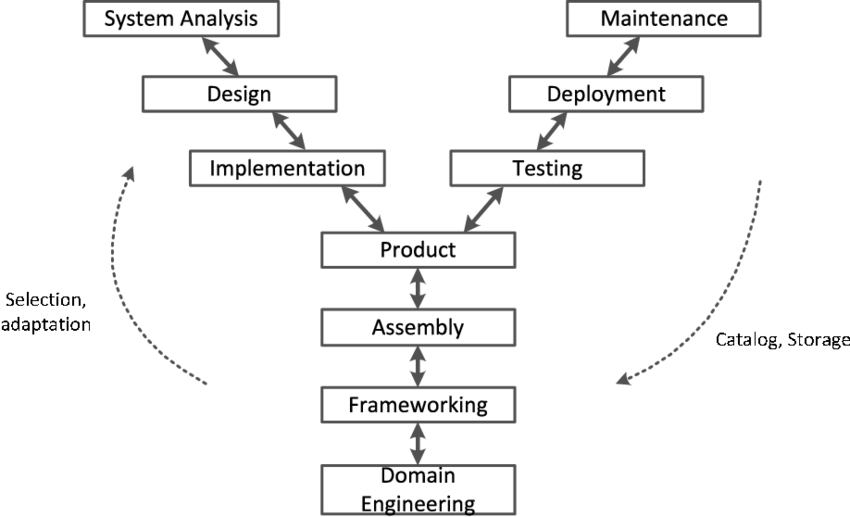 System Analysis
Maintenance
Design
Deployment
Implementation
Testing
Product
Selection,
adaptation
Assembly
Catalog, Storage
Frameworking
Domain
Engineering